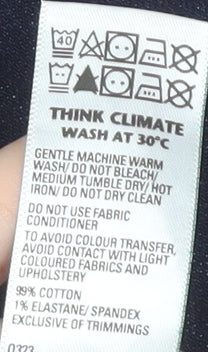 40
THINK CLIMATE
WASH AT 30°C
GENTLE MACHINE WARM
WASH/ DO NOT BLEACH/
MEDIUM TUMBLE DRY/ HOT
IRON/ DO NOT DRY CLEAN
DO NOT USE FABRIC
CONDITIONER
TO AVOID COLOUR TRANSFER,
AVOID CONTACT WITH LIGHT
COLOURED FABRICS AND
UPHOLSTERY
99% COTTON
1% ELASTANE/ SPANDEX
EXCLUSIVE OF TRIMMINGS
0323